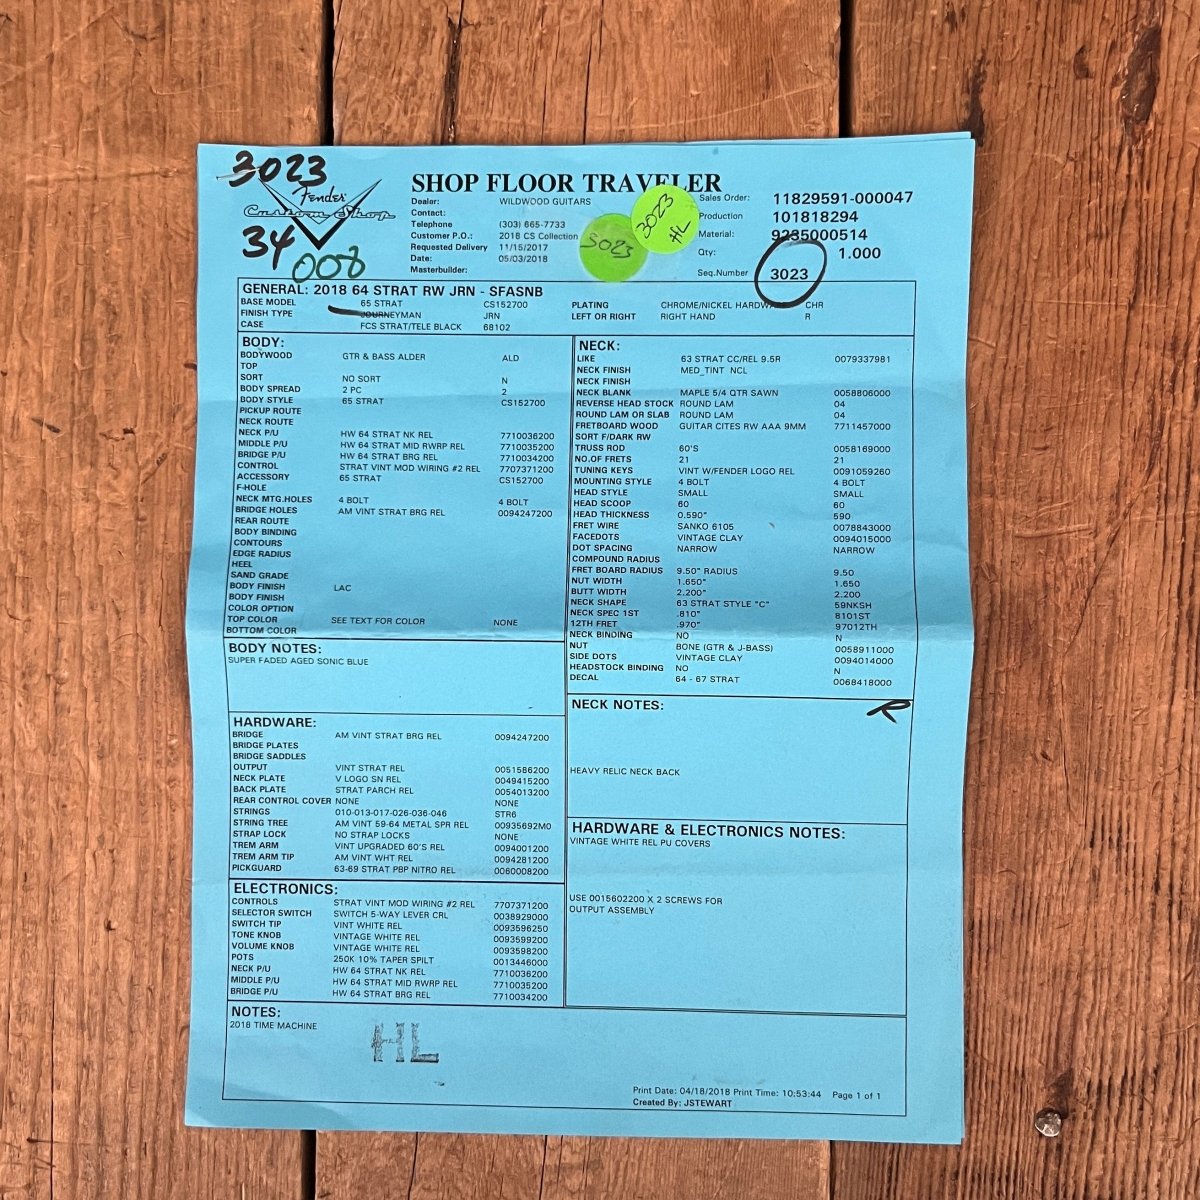 3023
Fender
Custom Shop
34
008
SHOP FLOOR TRAVELER
Dealer: WILDWOOD GUITARS
Contact:
Telephone (303) 665-7733
Customer P.O.: 2018 CS Collection
Requested Delivery 11/15/2017
Date: 05/03/2018
Masterbuilder:
3023
3023 HL
Sales Order: 11829591-000047
Production 101818294
Material: 9235000514
Qty: 1.000
Seq.Number 3023
GENERAL: 2018 64 STRAT RW JRN - SFASNB
BASE MODEL 65 STRAT CS152700 PLATING CHROME/NICKEL HARDWA CHR
FINISH TYPE JOURNEYMAN JRN LEFT OR RIGHT RIGHT HAND R
CASE FCS STRAT/TELE BLACK 68102
BODY:
BODYWOOD GTR & BASS ALDER ALD
TOP
SORT NO SORT N
BODY SPREAD 2 PC 2
BODY STYLE 65 STRAT CS152700
PICKUP ROUTE
NECK ROUTE
NECK P/U HW 64 STRAT NK REL 7710036200
MIDDLE P/U HW 64 STRAT MID RWRP REL 7710035200
BRIDGE P/U HW 64 STRAT BRG REL 7710034200
CONTROL STRAT VINT MOD WIRING #2 REL 7707371200
ACCESSORY 65 STRAT CS152700
F-HOLE
NECK MTG.HOLES 4 BOLT 4 BOLT
BRIDGE HOLES AM VINT STRAT BRG REL 0094247200
REAR ROUTE
BODY BINDING
CONTOURS
EDGE RADIUS
HEEL
SAND GRADE
BODY FINISH LAC
BODY FINISH
COLOR OPTION
TOP COLOR SEE TEXT FOR COLOR NONE
BOTTOM COLOR
BODY NOTES:
SUPER FADED AGED SONIC BLUE
HARDWARE:
BRIDGE AM VINT STRAT BRG REL 0094247200
BRIDGE PLATES
BRIDGE SADDLES
OUTPUT VINT STRAT REL 0051586200
NECK PLATE V LOGO SN REL 0049415200
BACK PLATE STRAT PARCH REL 0054013200
REAR CONTROL COVER NONE NONE
STRINGS 010-013-017-026-036-046 STR6
STRING TREE AM VINT 59-64 METAL SPR REL 00935692M0
STRAP LOCK NO STRAP LOCKS NONE
TREM ARM VINT UPGRADED 60'S REL 0094001200
TREM ARM TIP AM VINT WHT REL 0094281200
PICKGUARD 63-69 STRAT PBP NITRO REL 0060008200
ELECTRONICS:
CONTROLS STRAT VINT MOD WIRING #2 REL 7707371200
SELECTOR SWITCH SWITCH 5-WAY LEVER CRL 0038929000
SWITCH TIP VINT WHITE REL 0093596250
TONE KNOB VINTAGE WHITE REL 0093599200
VOLUME KNOB VINTAGE WHITE REL 0093598200
POTS 250K 10% TAPER SPILT 0013446000
NECK P/U HW 64 STRAT NK REL 7710036200
MIDDLE P/U HW 64 STRAT MID RWRP REL 7710035200
BRIDGE P/U HW 64 STRAT BRG REL 7710034200
NECK:
LIKE 63 STRAT CC/REL 9.5R 0079337981
NECK FINISH MED_TINT NCL
NECK FINISH
NECK BLANK MAPLE 5/4 QTR SAWN 0058806000
REVERSE HEAD STOCK ROUND LAM 04
ROUND LAM OR SLAB ROUND LAM 04
FRETBOARD WOOD GUITAR CITES RW AAA 9MM 7711457000
SORT F/DARK RW
TRUSS ROD 60'S 0058169000
NO.OF FRETS 21 21
TUNING KEYS VINT W/FENDER LOGO REL 0091059260
MOUNTING STYLE 4 BOLT 4 BOLT
HEAD STYLE SMALL SMALL
HEAD SCOOP 60 60
HEAD THICKNESS 0.590" 590
FRET WIRE SANKO 6105 0078843000
FACEDOTS VINTAGE CLAY 0094015000
DOT SPACING NARROW NARROW
COMPOUND RADIUS
FRET BOARD RADIUS 9.50" RADIUS 9.50
NUT WIDTH 1.650" 1.650
BUTT WIDTH 2.200" 2.200
NECK SHAPE 63 STRAT STYLE "C" 59NKSH
NECK SPEC 1ST .810" 8101ST
12TH FRET .970" 97012TH
NECK BINDING NO N
NUT BONE (GTR & J-BASS) 0058911000
SIDE DOTS VINTAGE CLAY 0094014000
HEADSTOCK BINDING NO N
DECAL 64 - 67 STRAT 0068418000
NECK NOTES: R
HEAVY RELIC NECK BACK
HARDWARE & ELECTRONICS NOTES:
VINTAGE WHITE REL PU COVERS
USE 0015602200 X 2 SCREWS FOR
OUTPUT ASSEMBLY
NOTES:
2018 TIME MACHINE
HL
Print Date: 04/18/2018 Print Time: 10:53:44 Page 1 of 1
Created By: JSTEWART